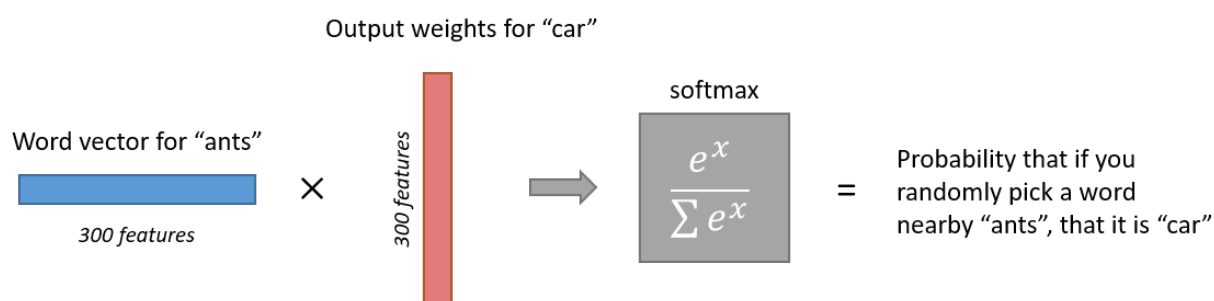 Output weights for “car”
softmax
Word vector for “ants”
300 features
×
300 features
e^x
∑ e^x
=
Probability that if you
randomly pick a word
nearby “ants”, that it is “car”